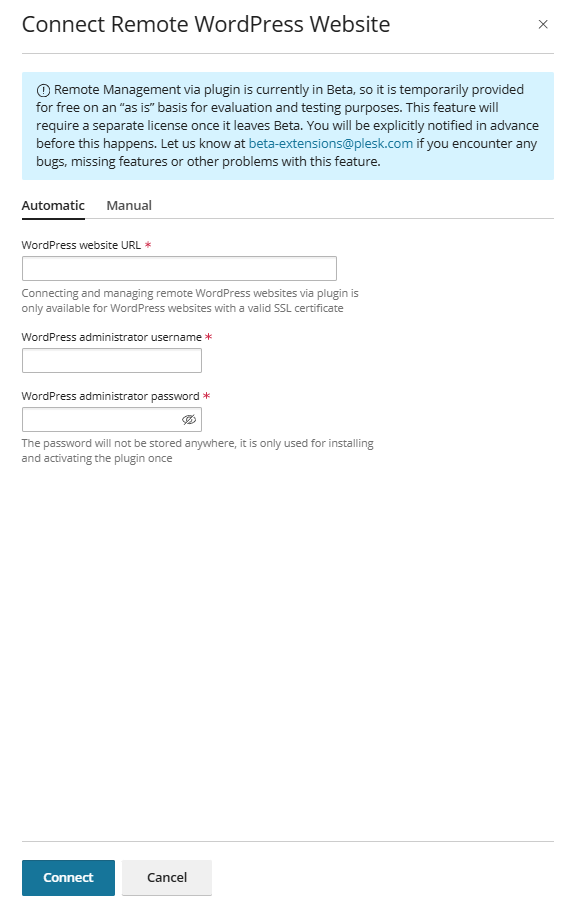 Connect Remote WordPress Website
Remote Management via plugin is currently in Beta, so it is temporarily provided
for free on an “as is” basis for evaluation and testing purposes. This feature will
require a separate license once it leaves Beta. You will be explicitly notified in advance
before this happens. Let us know at beta-extensions@plesk.com if you encounter any
bugs, missing features or other problems with this feature.
Automatic Manual
WordPress website URL *
Connecting and managing remote WordPress websites via plugin is
only available for WordPress websites with a valid SSL certificate
WordPress administrator username *
WordPress administrator password *
The password will not be stored anywhere, it is only used for installing
and activating the plugin once
Connect Cancel